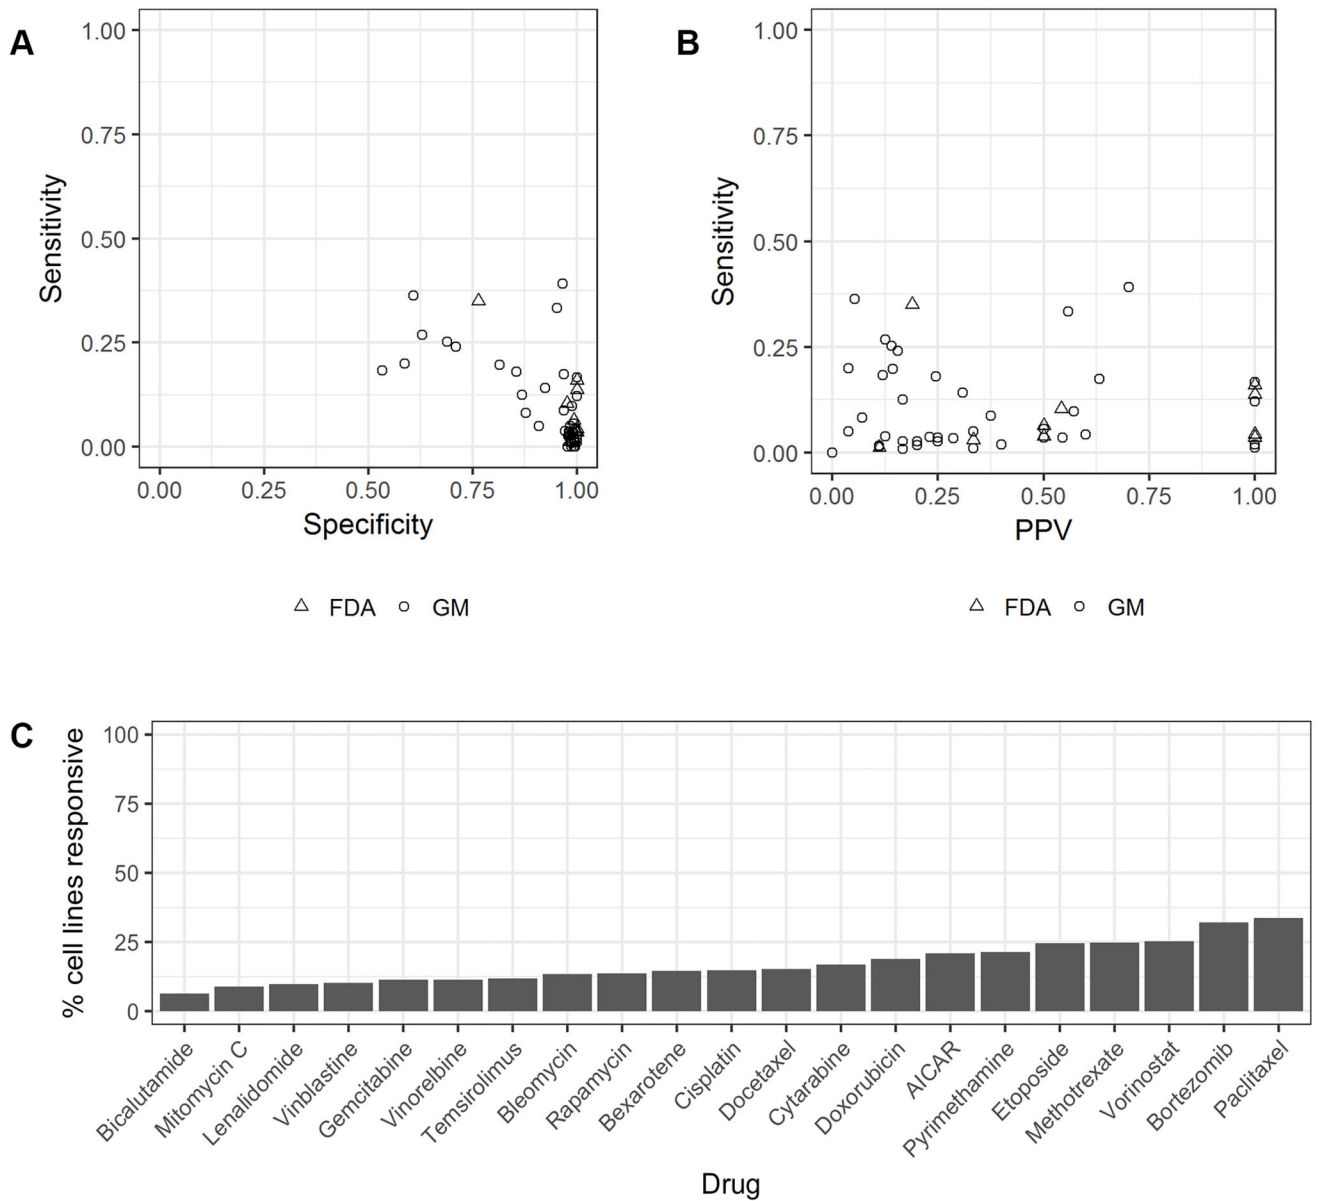 A
B
1.00
0.75
0.50
0.25
0.00
Sensitivity
0.00 0.25 0.50 0.75 1.00
Specificity
FDA GM
1.00
0.75
0.50
0.25
0.00
Sensitivity
0.00 0.25 0.50 0.75 1.00
PPV
FDA GM
C
100
75
50
25
0
% cell lines responsive
Bicalutamide
Mitomycin C
Lenalidomide
Vinblastine
Gemcitabine
Vinorelbine
Temsirolimus
Bleomycin
Rapamycin
Bexarotene
Cisplatin
Docetaxel
Cytarabine
Doxorubicin
AICAR
Pyrimethamine
Etoposide
Methotrexate
Vorinostat
Bortezomib
Paclitaxel
Drug